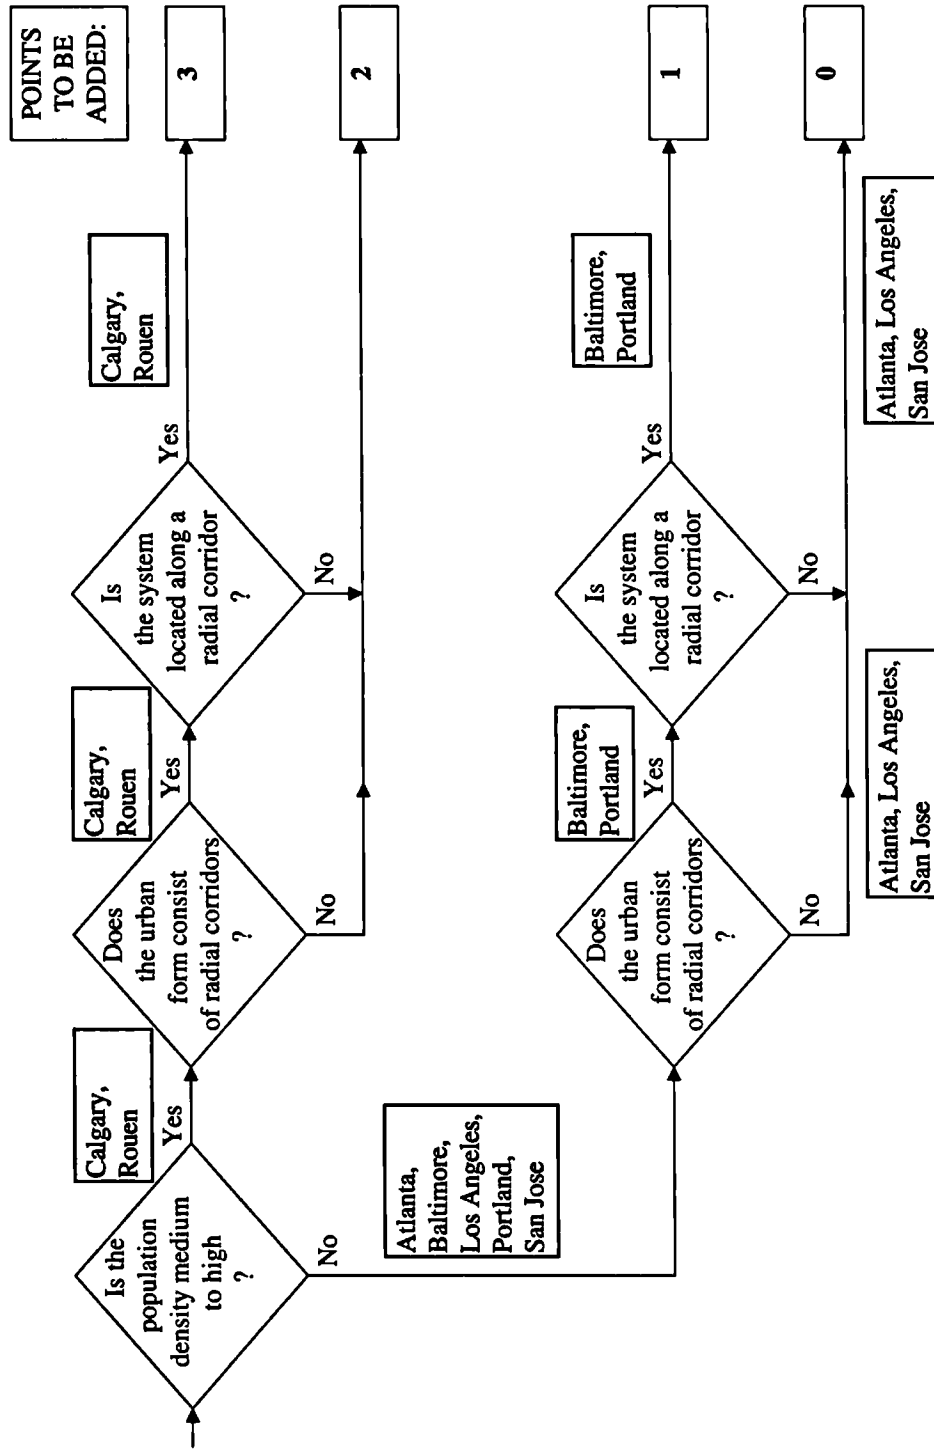 POINTS
TO BE
ADDED:
Is the
population
density medium
to high
?
Yes
Calgary,
Rouen
Does
the urban
form consist
of radial corridors
?
Yes
Calgary,
Rouen
Is
the system
located along a
radial corridor
?
Yes
Calgary,
Rouen
3
No
No
2
No
Atlanta,
Baltimore,
Los Angeles,
Portland,
San Jose
Does
the urban
form consist
of radial corridors
?
Yes
Baltimore,
Portland
Is
the system
located along a
radial corridor
?
Yes
Baltimore,
Portland
1
No
No
0
Atlanta, Los Angeles,
San Jose
Atlanta, Los Angeles,
San Jose